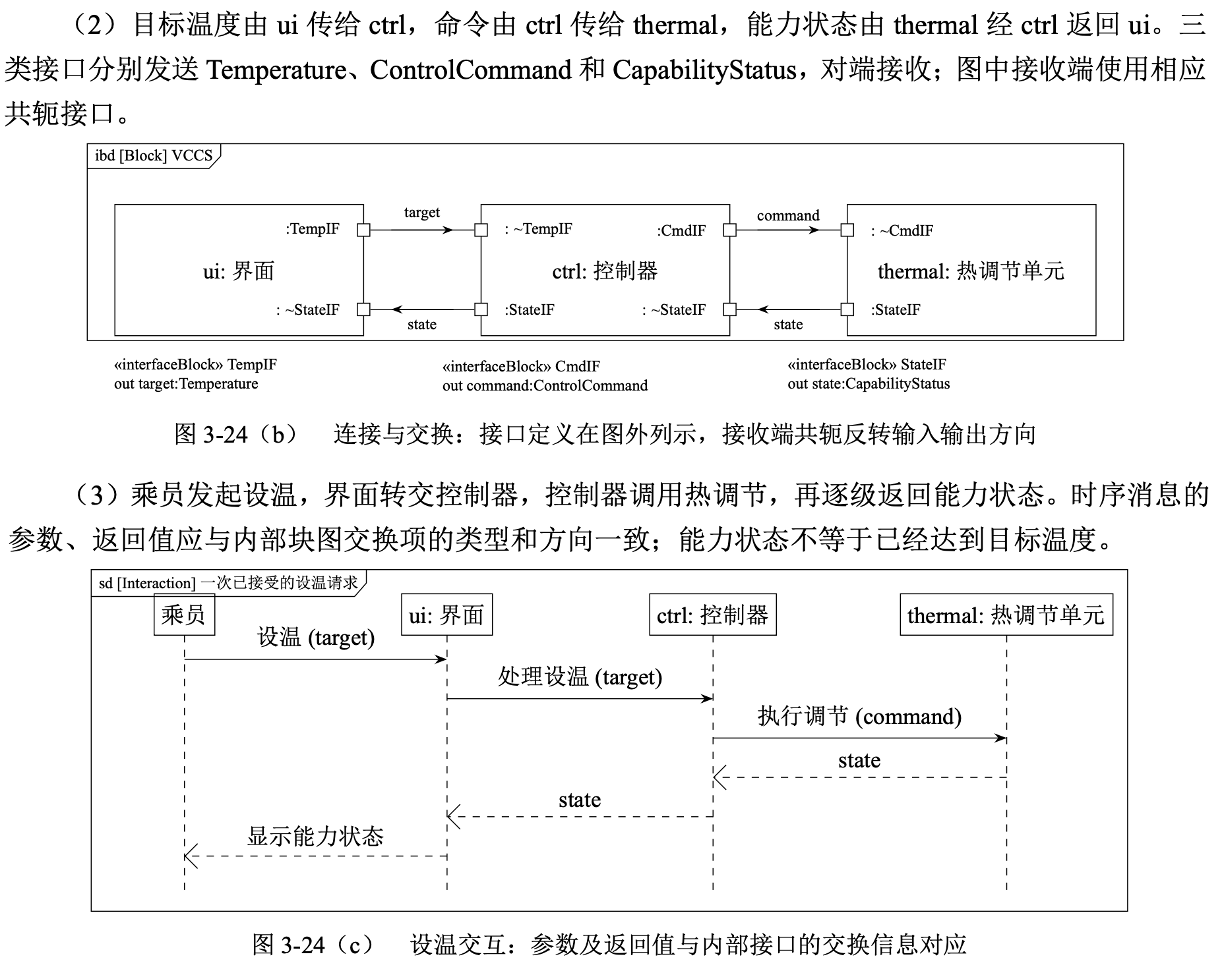 （2）目标温度由 ui 传给 ctrl，命令由 ctrl 传给 thermal，能力状态由 thermal 经 ctrl 返回 ui。三
类接口分别发送 Temperature、ControlCommand 和 CapabilityStatus，对端接收；图中接收端使用相应
共轭接口。
ibd [Block] VCCS
target
command
:TempIF
: ~TempIF
:CmdIF
: ~CmdIF
ui: 界面
ctrl: 控制器
thermal: 热调节单元
: ~StateIF
:StateIF
: ~StateIF
:StateIF
state
state
«interfaceBlock» TempIF
out target:Temperature
«interfaceBlock» CmdIF
out command:ControlCommand
«interfaceBlock» StateIF
out state:CapabilityStatus
图 3-24（b） 连接与交换：接口定义在图外列示，接收端共轭反转输入输出方向
（3）乘员发起设温，界面转交控制器，控制器调用热调节，再逐级返回能力状态。时序消息的
参数、返回值应与内部块图交换项的类型和方向一致；能力状态不等于已经达到目标温度。
sd [Interaction] 一次已接受的设温请求
乘员
ui: 界面
ctrl: 控制器
thermal: 热调节单元
设温 (target)
处理设温 (target)
执行调节 (command)
state
state
显示能力状态
图 3-24（c） 设温交互：参数及返回值与内部接口的交换信息对应